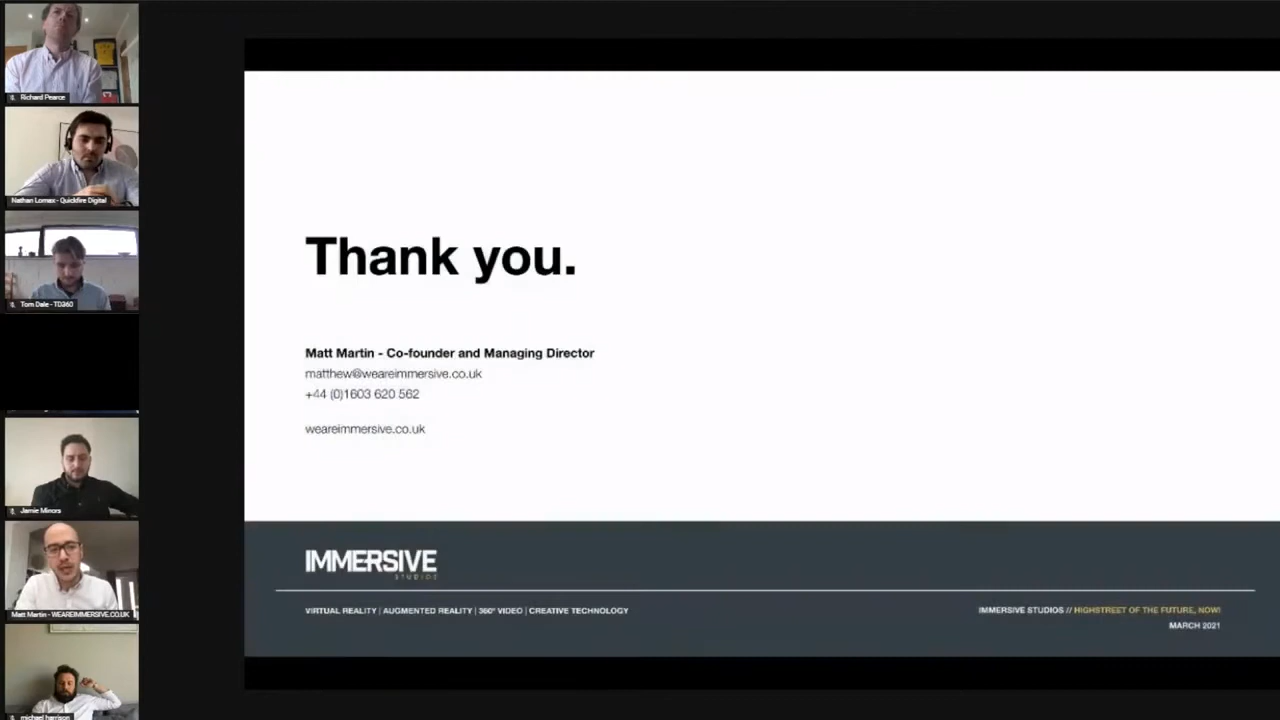 Richard Pearce
Nathan Lomax - Quickfire Digital
Tom Dale - TD360
Jamie Minors
Matt Martin - WEAREIMMERSIVE.CO.UK
michael harrison
Thank you.
Matt Martin - Co-founder and Managing Director
matthew@weareimmersive.co.uk
+44 (0)1603 620 562
weareimmersive.co.uk
IMMERSIVE
STUDIOS
VIRTUAL REALITY | AUGMENTED REALITY | 360° VIDEO | CREATIVE TECHNOLOGY
IMMERSIVE STUDIOS // HIGHSTREET OF THE FUTURE, NOW!
MARCH 2021